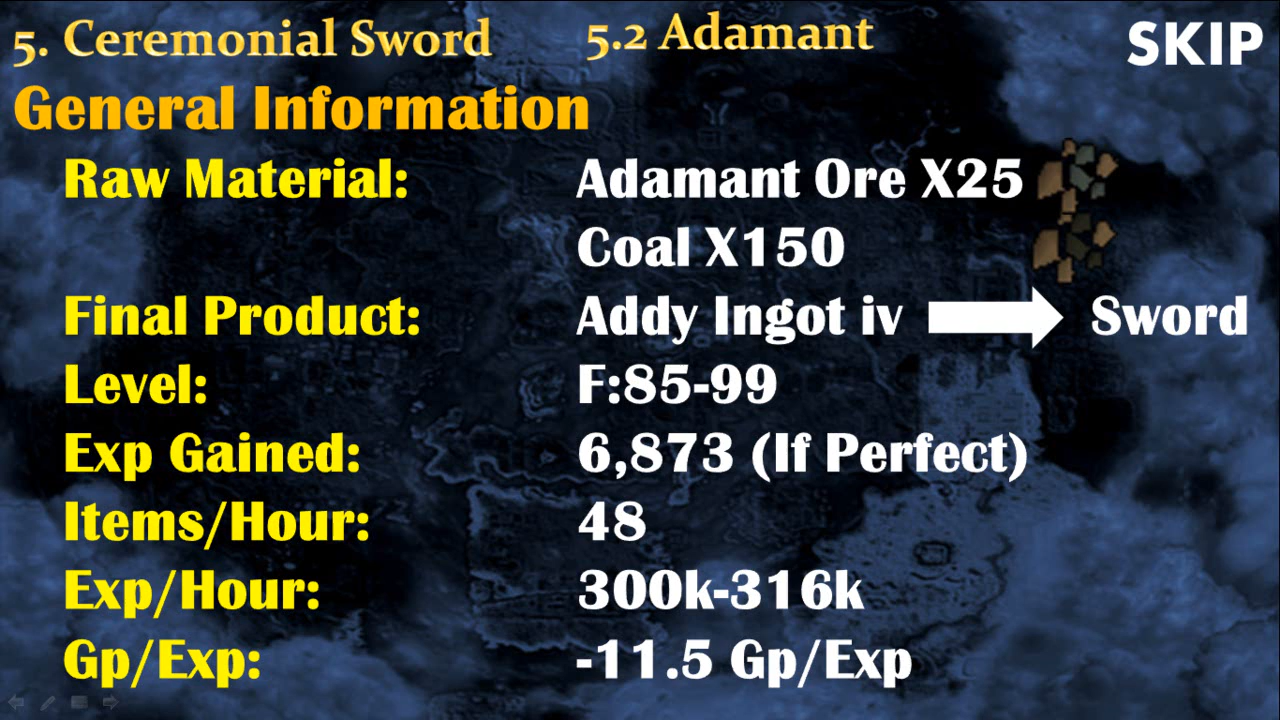 5. Ceremonial Sword 5.2 Adamant SKIP
General Information
Raw Material: Adamant Ore X25
Coal X150
Final Product: Addy Ingot iv Sword
Level: F:85-99
Exp Gained: 6,873 (If Perfect)
Items/Hour: 48
Exp/Hour: 300k-316k
Gp/Exp: -11.5 Gp/Exp